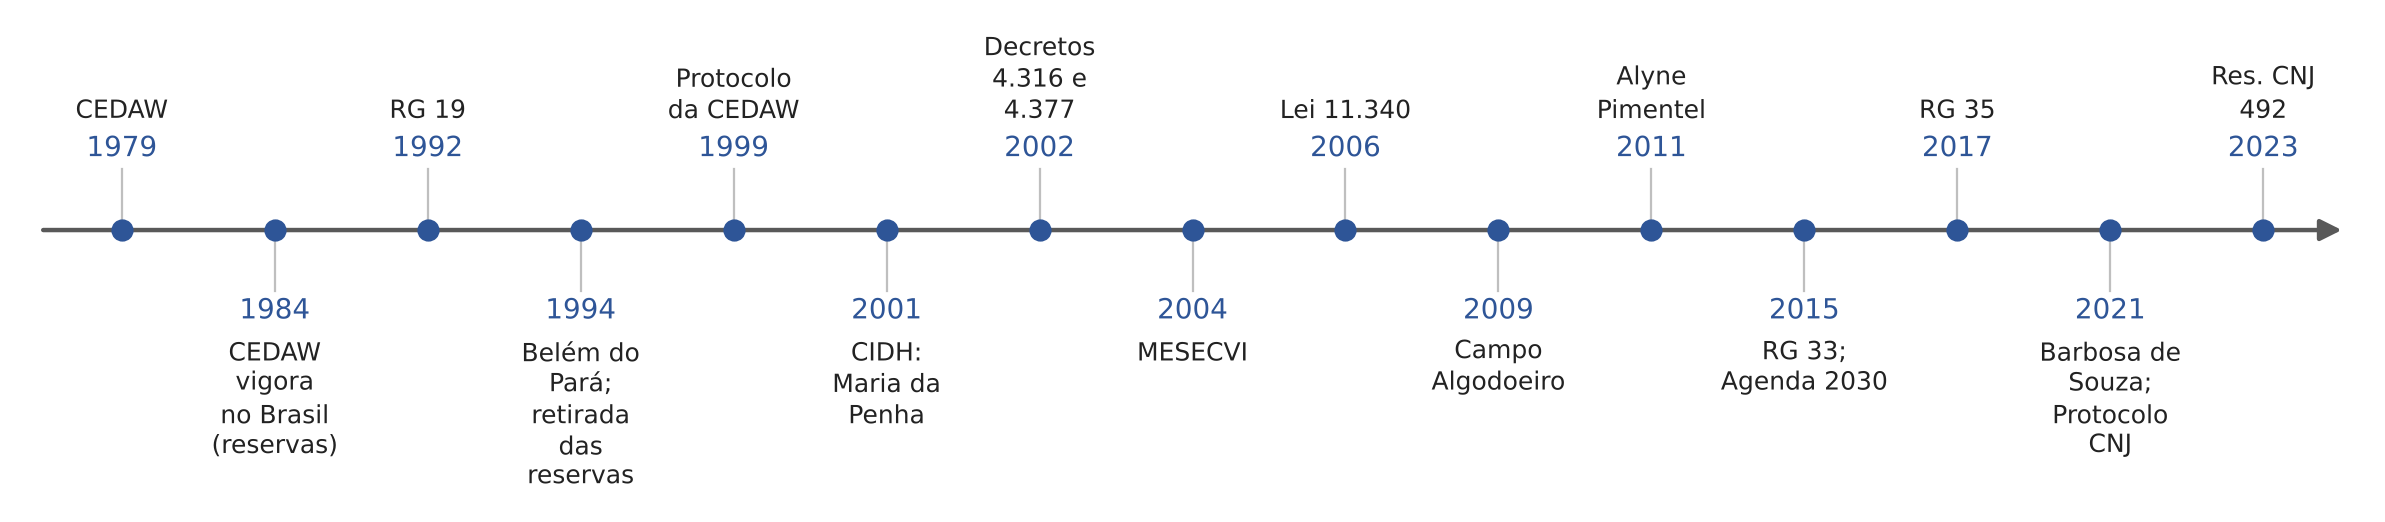 CEDAW
1979
1984
CEDAW
vigora
no Brasil
(reservas)
RG 19
1992
1994
Belém do
Pará;
retirada
das
reservas
Protocolo
da CEDAW
1999
2001
CIDH:
Maria da
Penha
Decretos
4.316 e
4.377
2002
2004
MESECVI
Lei 11.340
2006
2009
Campo
Algodoeiro
Alyne
Pimentel
2011
2015
RG 33;
Agenda 2030
RG 35
2017
2021
Barbosa de
Souza;
Protocolo
CNJ
Res. CNJ
492
2023